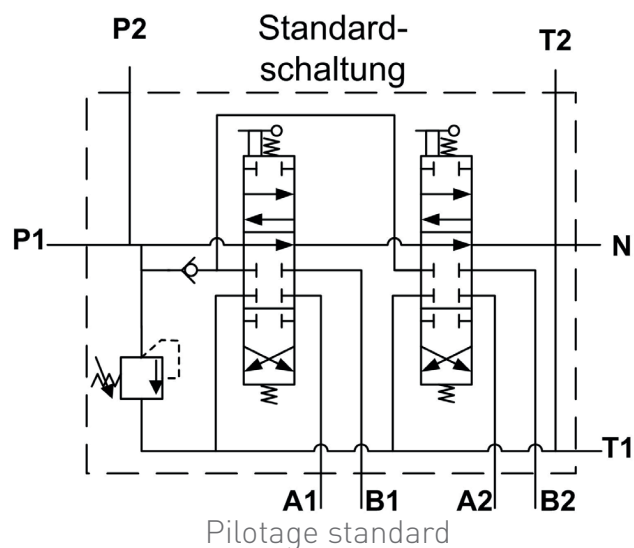 P2
Standard-
schaltung
T2
P1
N
T1
A1
B1
A2
B2
Pilotage standard